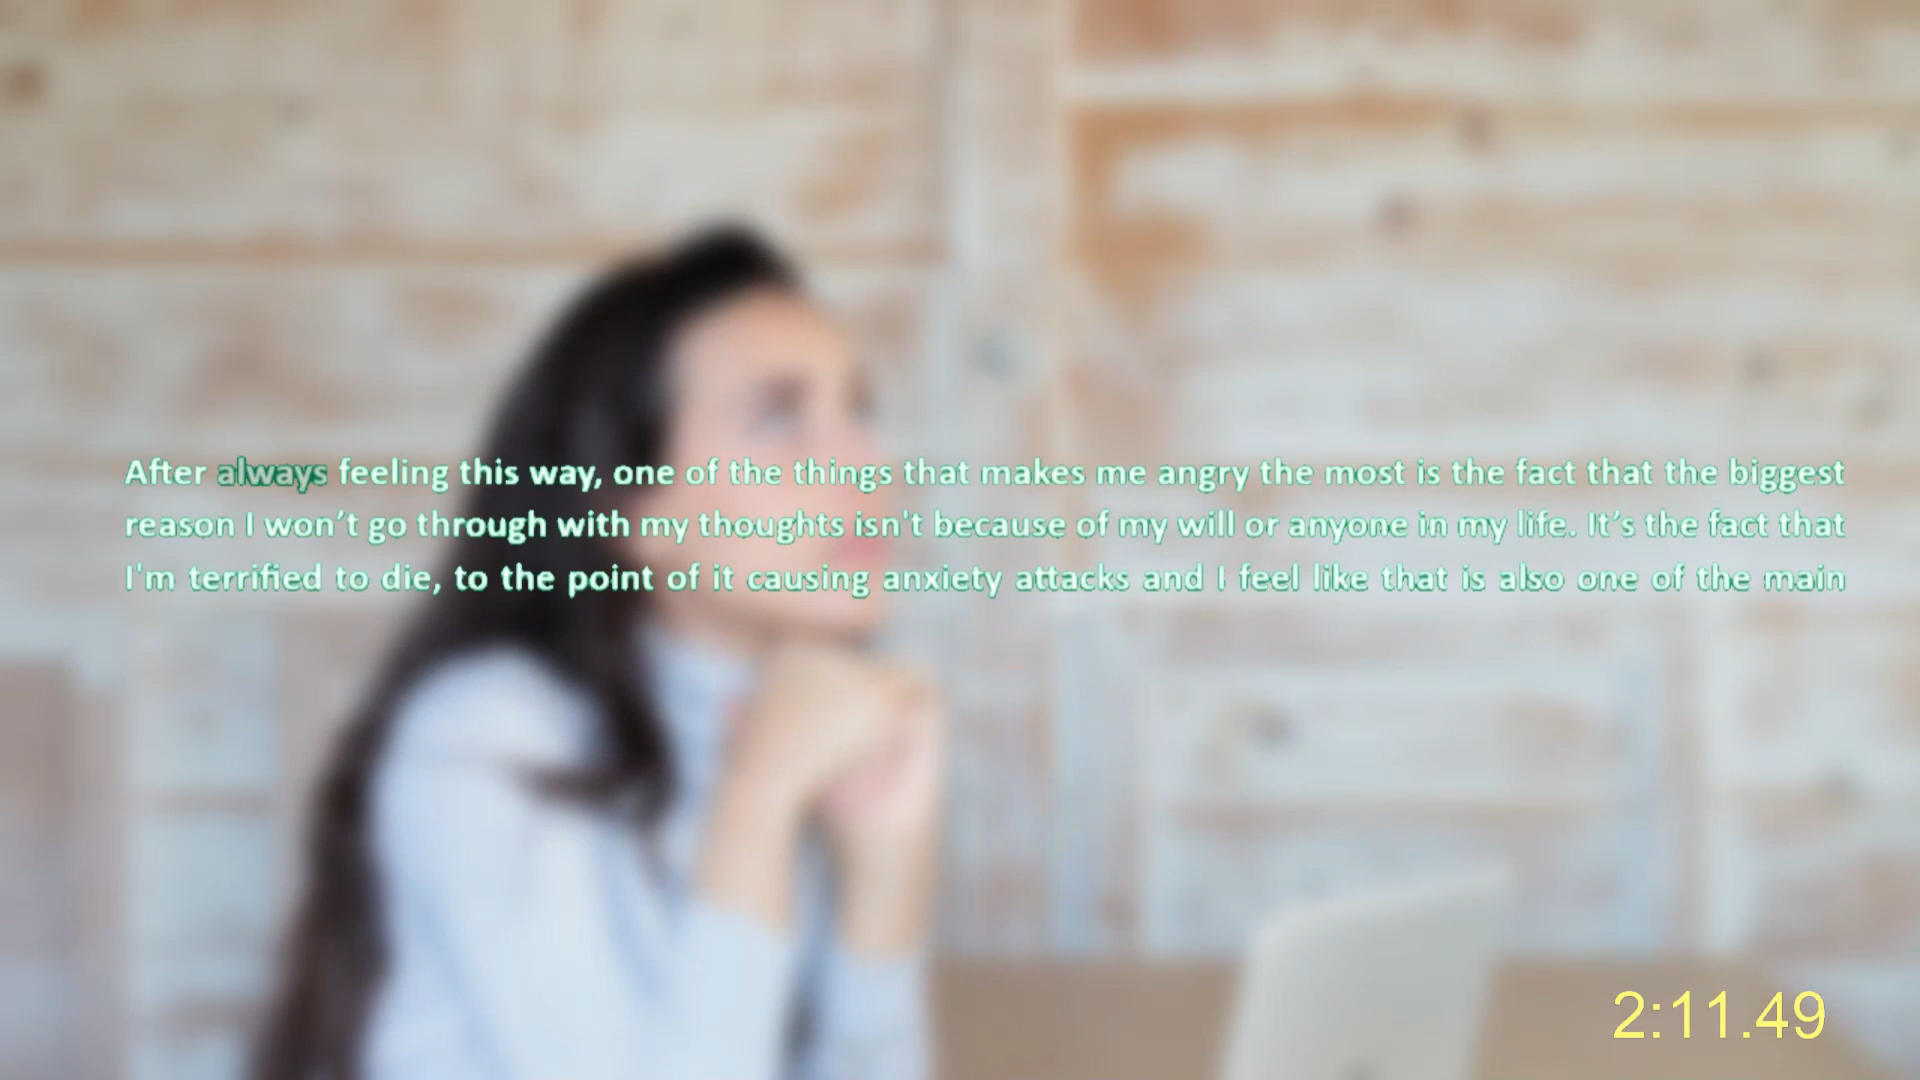 After always feeling this way, one of the things that makes me angry the most is the fact that the biggest
reason I won’t go through with my thoughts isn't because of my will or anyone in my life. It’s the fact that
I'm terrified to die, to the point of it causing anxiety attacks and I feel like that is also one of the main
2:11.49